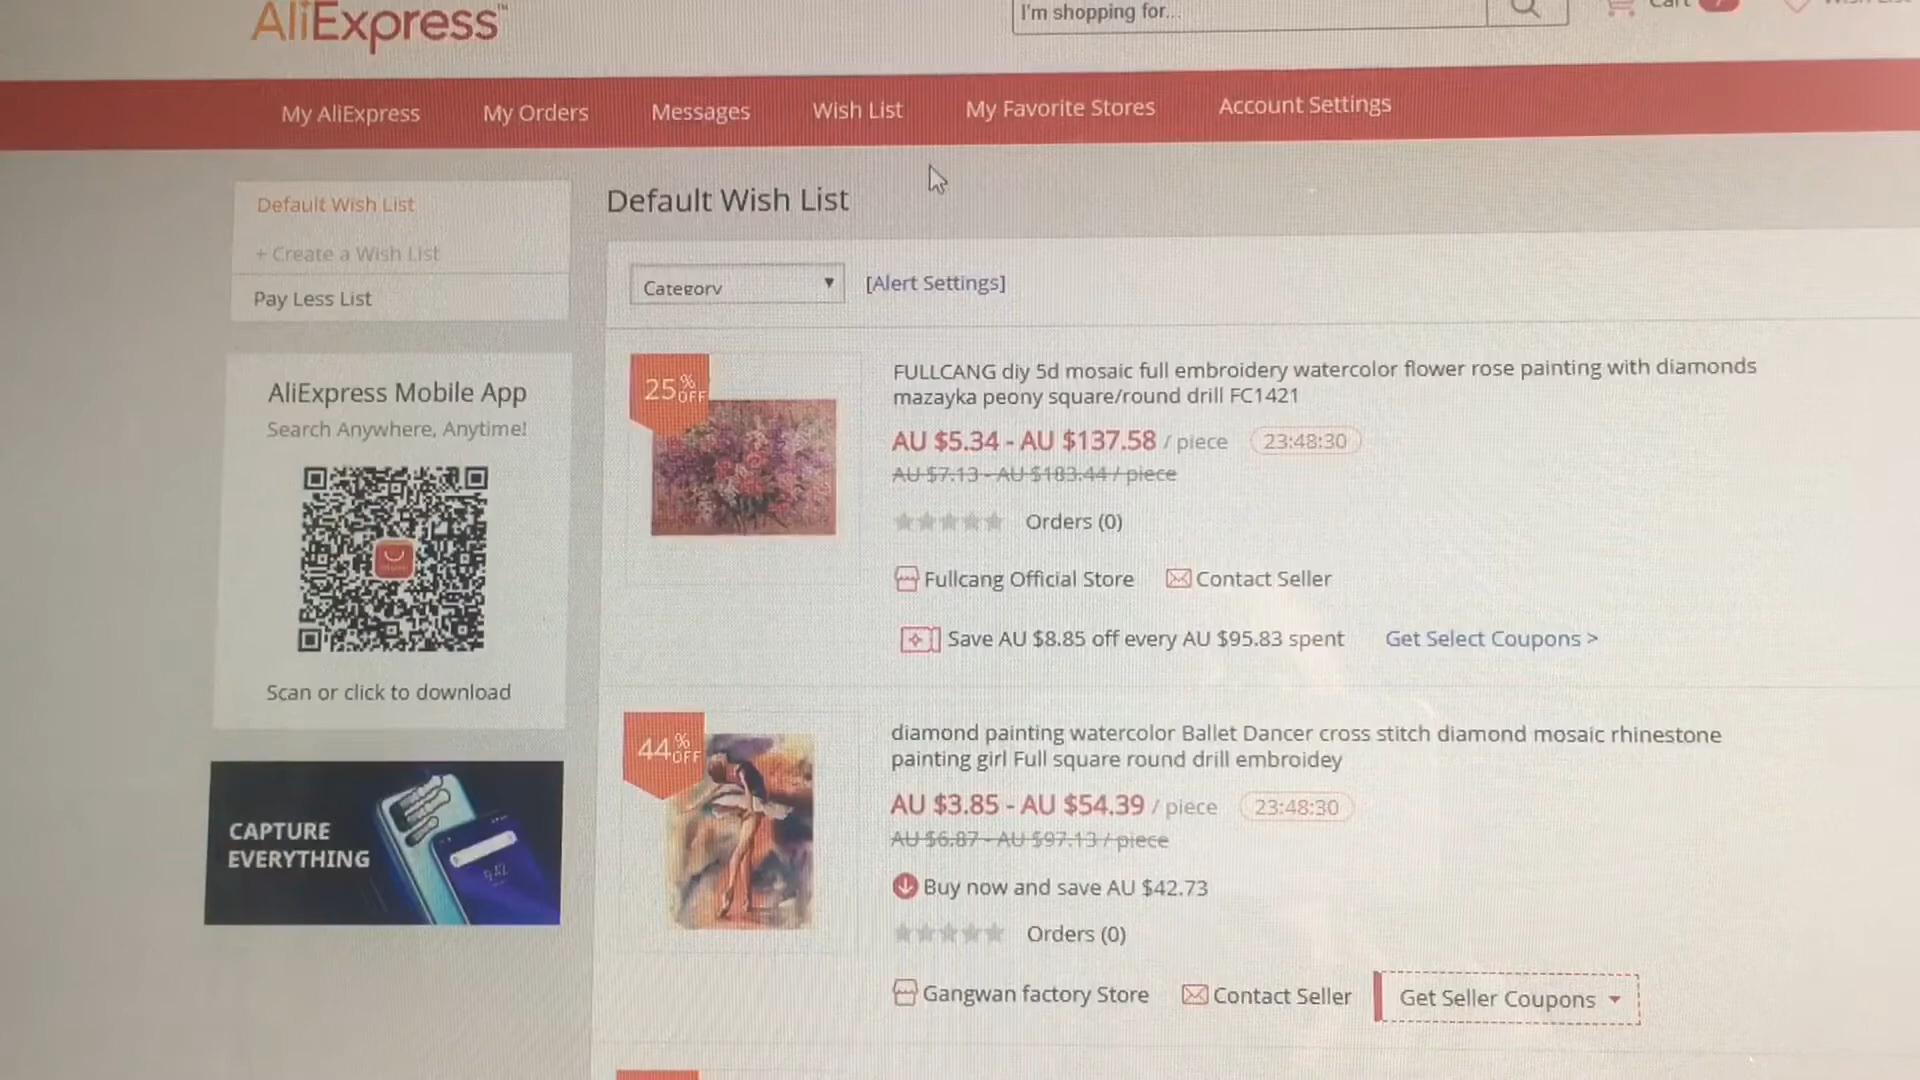 AliExpress™
I'm shopping for...
Cart
Wish List
My AliExpress
My Orders
Messages
Wish List
My Favorite Stores
Account Settings
Default Wish List
+ Create a Wish List
Pay Less List
AliExpress Mobile App
Search Anywhere, Anytime!
Scan or click to download
CAPTURE
EVERYTHING
Default Wish List
Category
[Alert Settings]
25% OFF
FULLCANG diy 5d mosaic full embroidery watercolor flower rose painting with diamonds
mazayka peony square/round drill FC1421
AU $5.34 - AU $137.58 / piece 23:48:30
AU $7.13 - AU $183.44 / piece
Orders (0)
Fullcang Official Store
Contact Seller
Save AU $8.85 off every AU $95.83 spent
Get Select Coupons >
44% OFF
diamond painting watercolor Ballet Dancer cross stitch diamond mosaic rhinestone
painting girl Full square round drill embroidey
AU $3.85 - AU $54.39 / piece 23:48:30
AU $6.87 - AU $97.13 / piece
Buy now and save AU $42.73
Orders (0)
Gangwan factory Store
Contact Seller
Get Seller Coupons